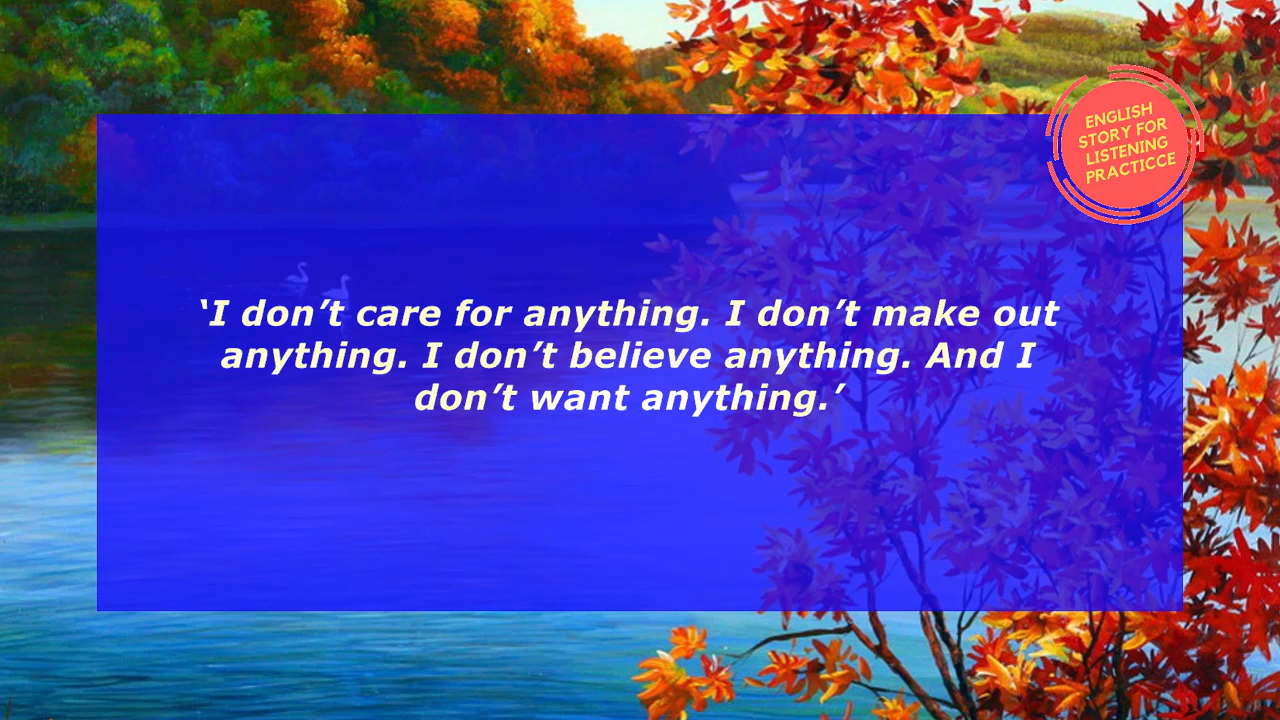 ENGLISH
STORY FOR
LISTENING
PRACTICCE
‘I don’t care for anything. I don’t make out
anything. I don’t believe anything. And I
don’t want anything.’